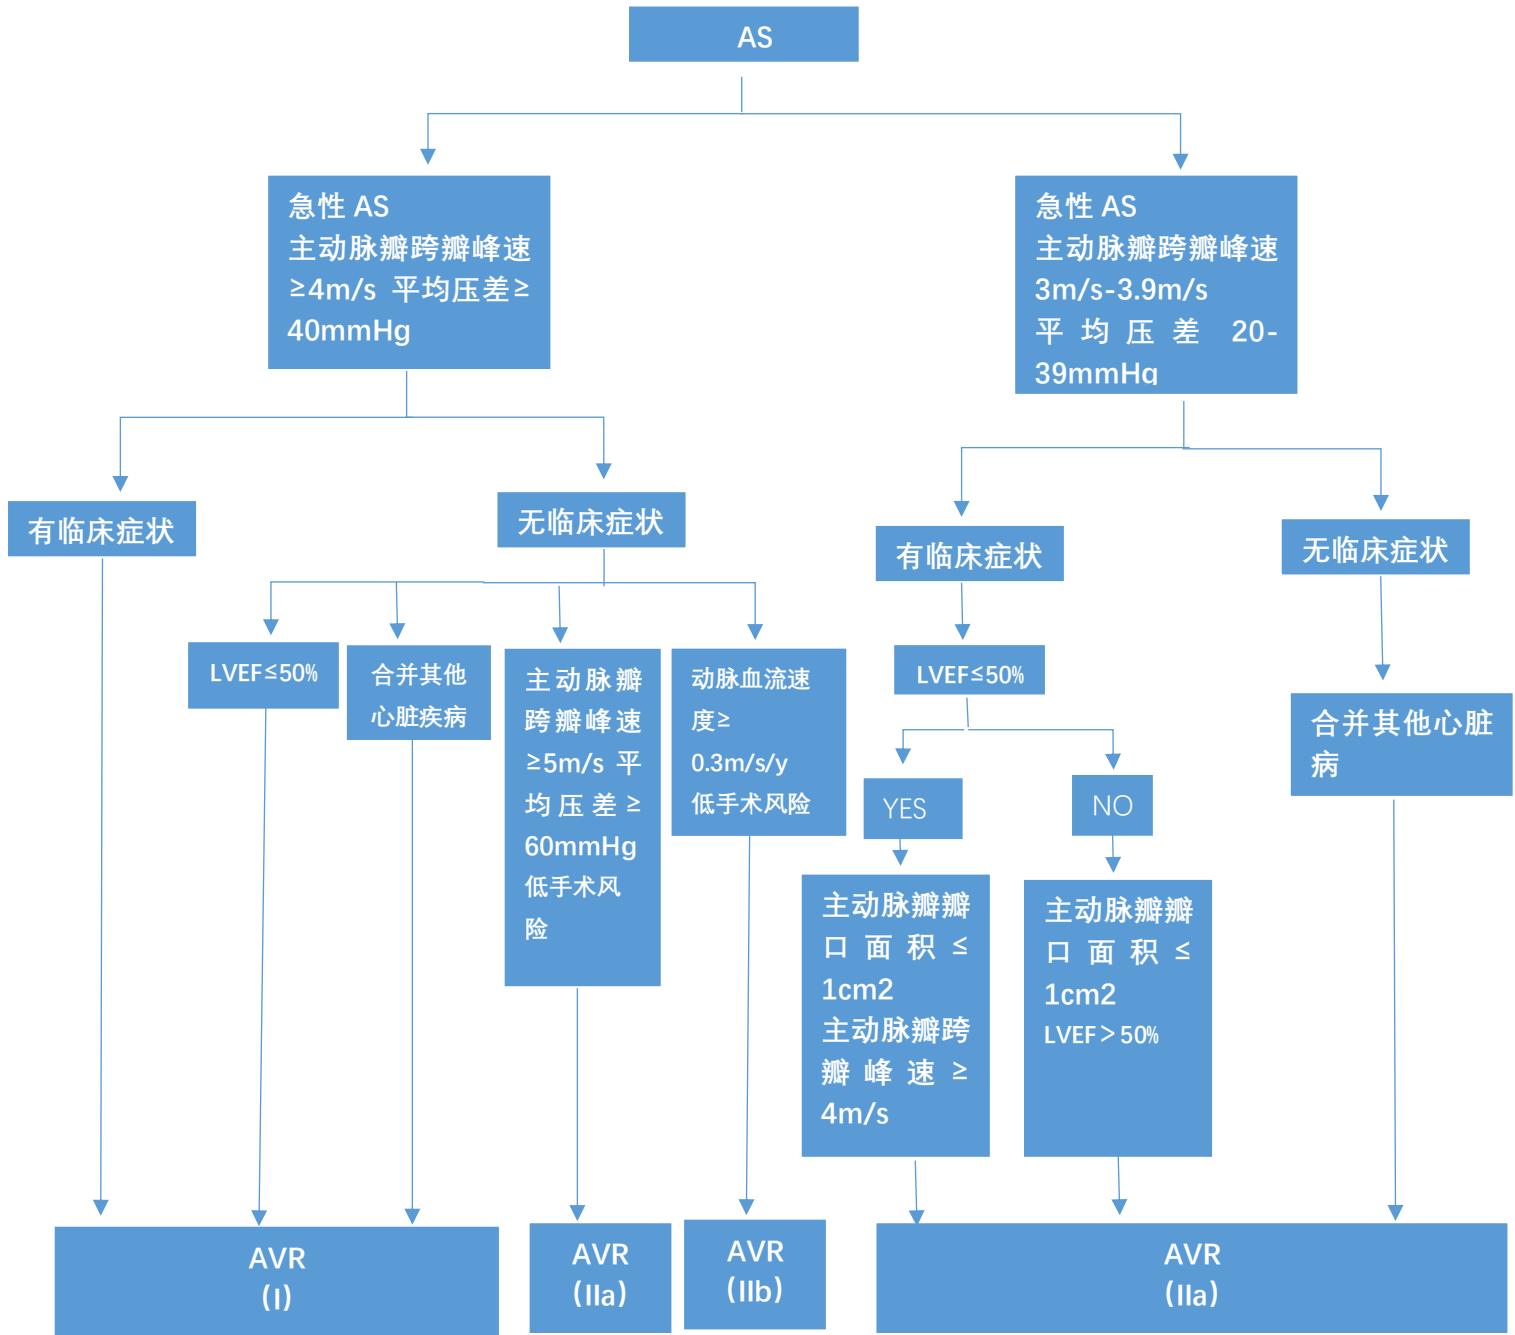 AS
急性 AS
主动脉瓣跨瓣峰速
≥4m/s 平均压差≥
40mmHg
急性 AS
主动脉瓣跨瓣峰速
3m/s-3.9m/s
平均压差 20-
39mmHg
有临床症状
无临床症状
有临床症状
无临床症状
LVEF≤50%
合并其他
心脏疾病
主动脉瓣
跨瓣峰速
≥5m/s 平
均压差≥
60mmHg
低手术风
险
动脉血流速
度≥
0.3m/s/y
低手术风险
LVEF≤50%
合并其他心脏
病
YES
NO
主动脉瓣瓣
口面积≤
1cm2
主动脉瓣跨
瓣峰速≥
4m/s
主动脉瓣瓣
口面积≤
1cm2
LVEF＞50%
AVR
(I)
AVR
(IIa)
AVR
(IIb)
AVR
(IIa)